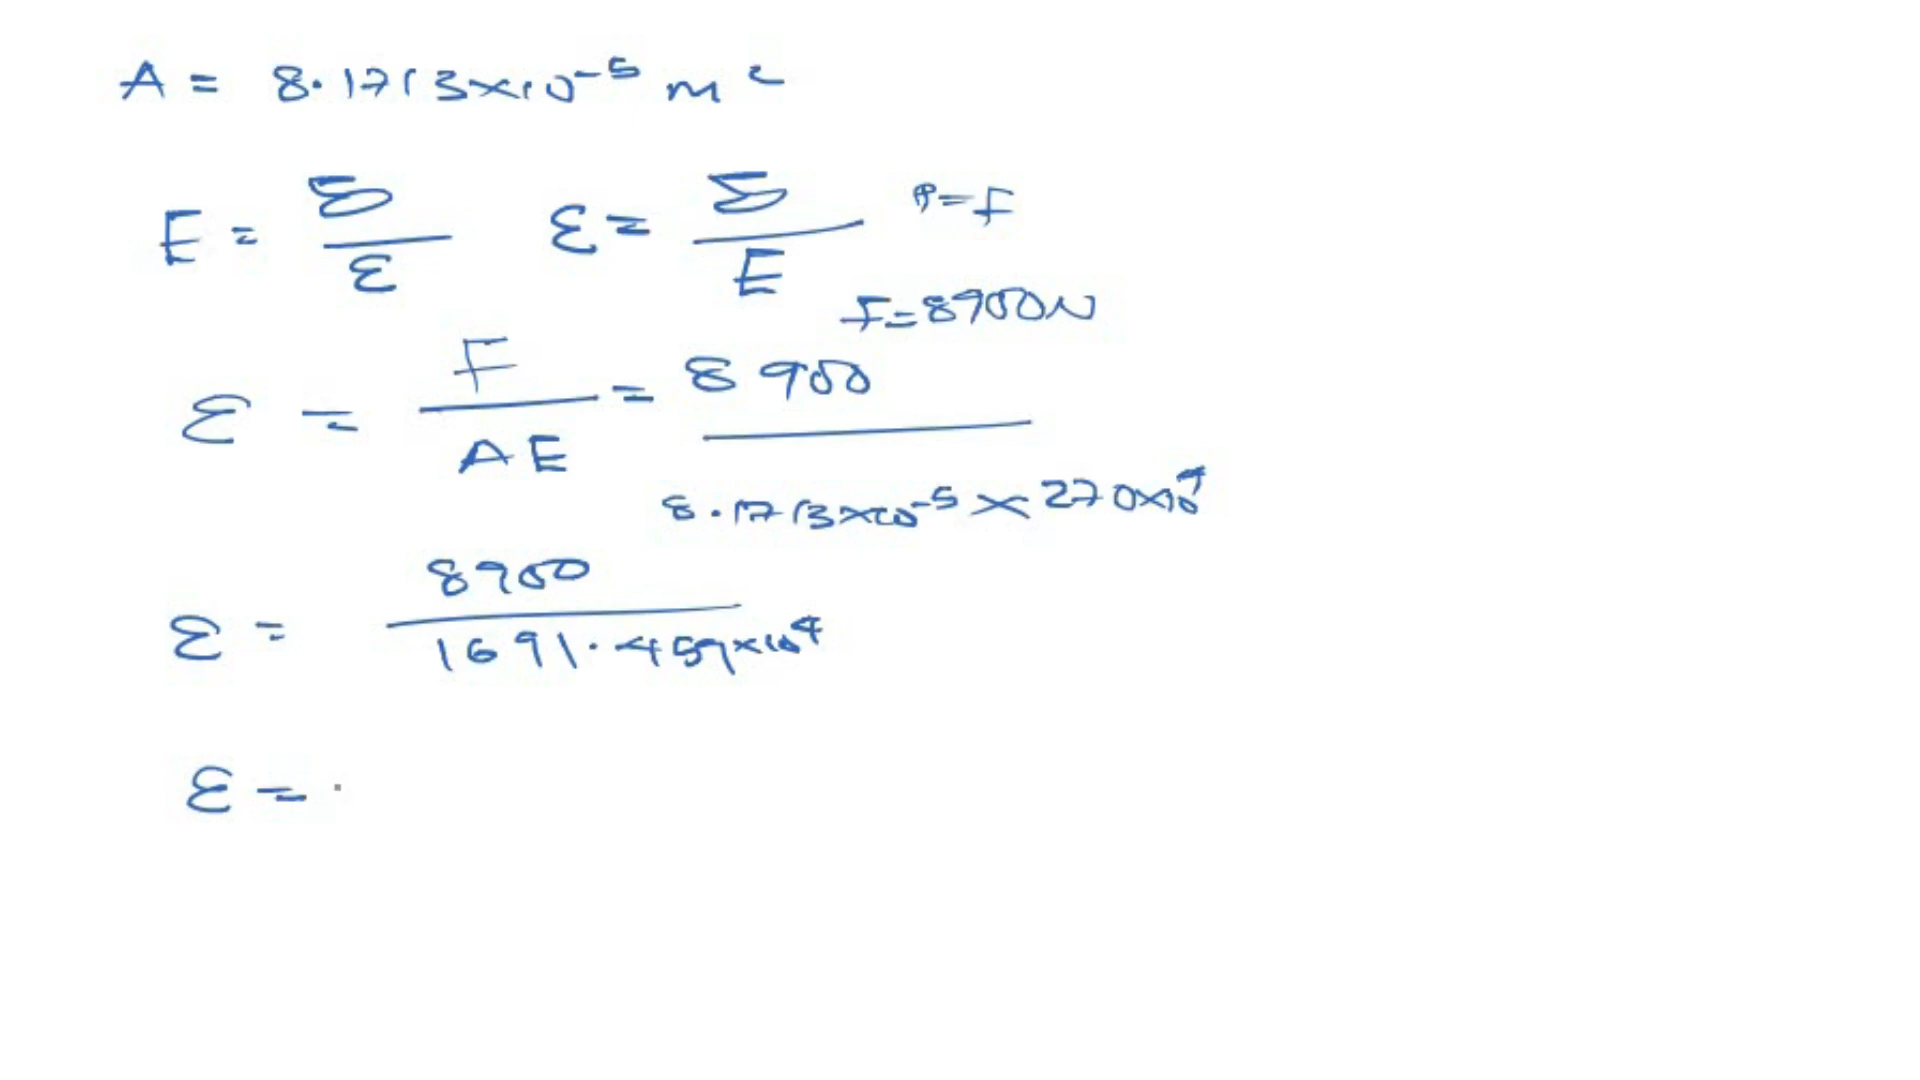 A = 8.1713×10⁻⁵ m²
E = Σ/ε ε = Σ/E P=F
F=8900N
ε = F/AE = 8900/8.1713×10⁻⁵ × 270×10⁹
ε = 8900/1691.459×10⁴
ε = .